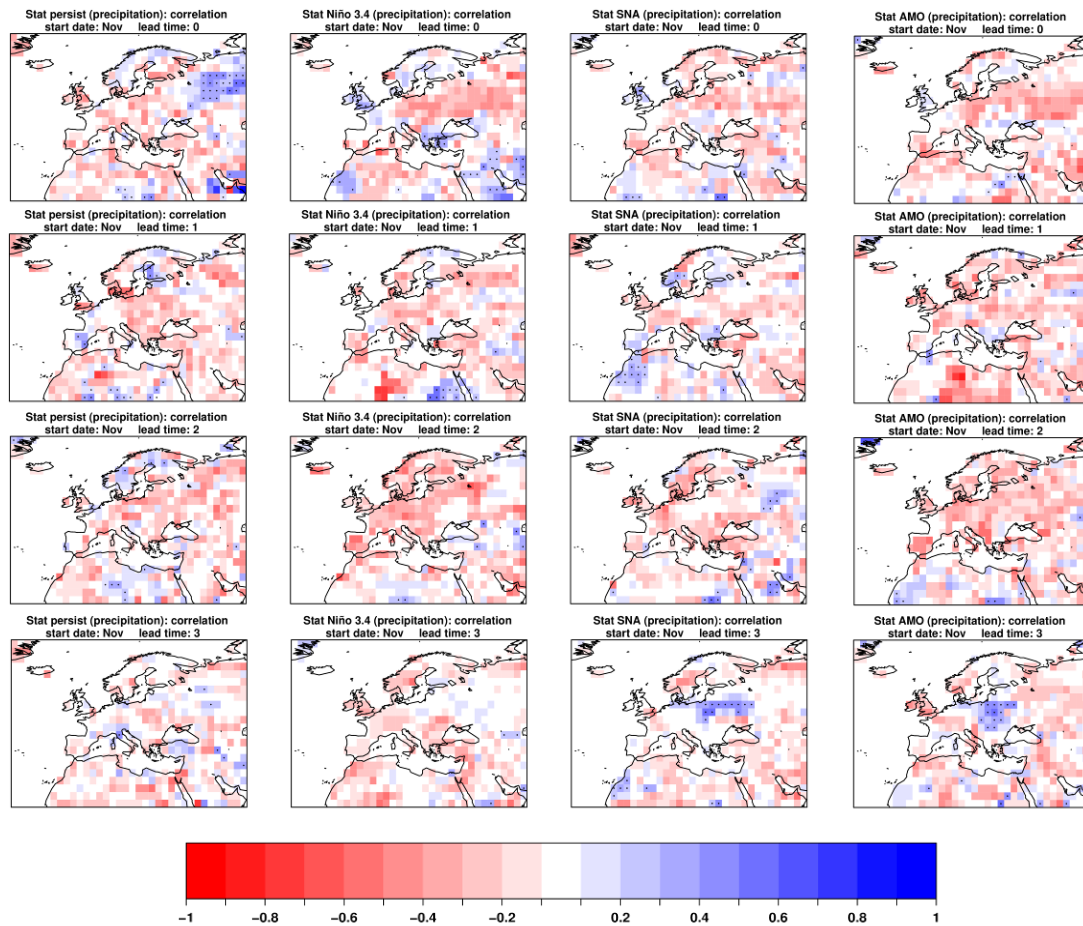 Stat persist (precipitation): correlation
start date: Nov lead time: 0
Stat Niño 3.4 (precipitation): correlation
start date: Nov lead time: 0
Stat SNA (precipitation): correlation
start date: Nov lead time: 0
Stat AMO (precipitation): correlation
start date: Nov lead time: 0
Stat persist (precipitation): correlation
start date: Nov lead time: 1
Stat Niño 3.4 (precipitation): correlation
start date: Nov lead time: 1
Stat SNA (precipitation): correlation
start date: Nov lead time: 1
Stat AMO (precipitation): correlation
start date: Nov lead time: 1
Stat persist (precipitation): correlation
start date: Nov lead time: 2
Stat Niño 3.4 (precipitation): correlation
start date: Nov lead time: 2
Stat SNA (precipitation): correlation
start date: Nov lead time: 2
Stat AMO (precipitation): correlation
start date: Nov lead time: 2
Stat persist (precipitation): correlation
start date: Nov lead time: 3
Stat Niño 3.4 (precipitation): correlation
start date: Nov lead time: 3
Stat SNA (precipitation): correlation
start date: Nov lead time: 3
Stat AMO (precipitation): correlation
start date: Nov lead time: 3
−1 −0.8 −0.6 −0.4 −0.2 0.2 0.4 0.6 0.8 1